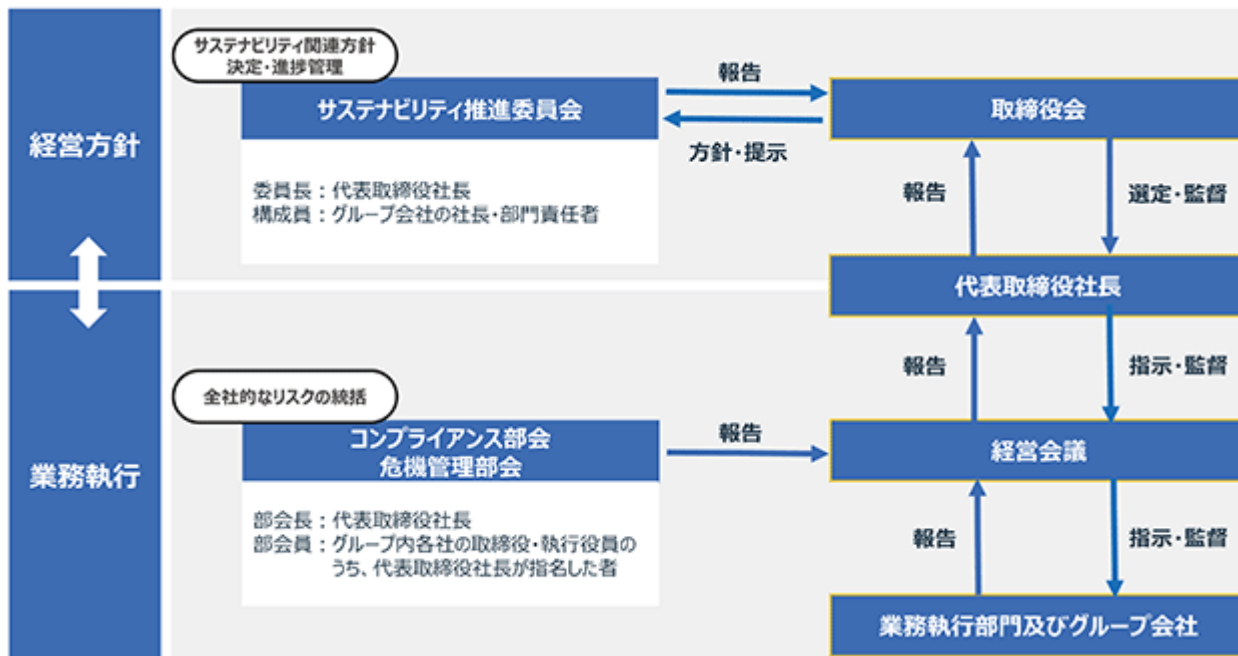 経営方針
サステナビリティ関連方針
決定・進捗管理
サステナビリティ推進委員会
委員長：代表取締役社長
構成員：グループ会社の社長・部門責任者
報告
方針・提示
取締役会
報告
選定・監督
代表取締役社長
業務執行
全社的なリスクの統括
コンプライアンス部会
危機管理部会
部会長：代表取締役社長
部会員：グループ内各社の取締役・執行役員の
うち、代表取締役社長が指名した者
報告
報告
指示・監督
経営会議
報告
指示・監督
業務執行部門及びグループ会社